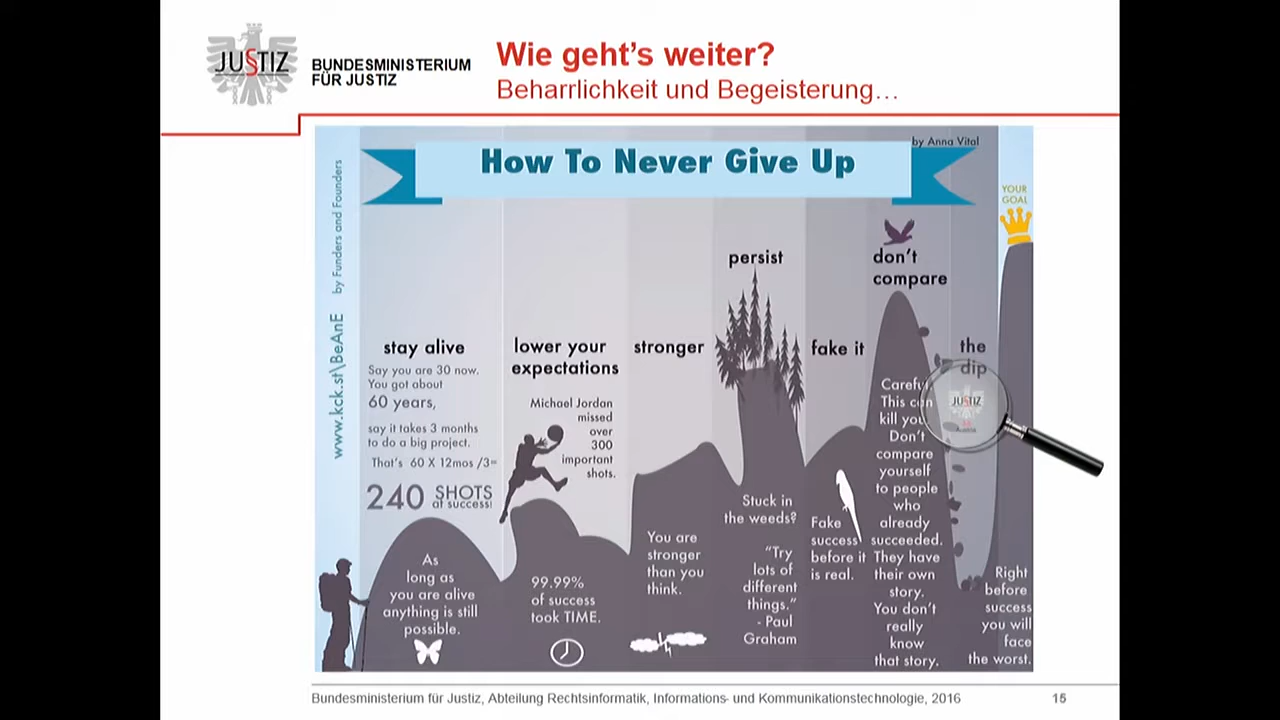 JUSTIZ
BUNDESMINISTERIUM
FÜR JUSTIZ
Wie geht’s weiter?
Beharrlichkeit und Begeisterung…
by Anna Vital
How To Never Give Up
www.kck.st\BeAnE by Funders and Founders
YOUR
GOAL
stay alive
Say you are 30 now.
You got about
60 years,
say it takes 3 months
to do a big project.
That's 60 X 12mos /3=
240 SHOTS
at success!
As
long as
you are alive
anything is still
possible.
lower your
expectations
Michael Jordan
missed
over
300
important
shots.
99.99%
of success
took TIME.
stronger
You are
stronger
than you
think.
persist
Stuck in
the weeds?
“Try
lots of
different
things.”
- Paul
Graham
fake it
Fake
success
before it
is real.
don’t
compare
Careful.
This can
kill you.
Don’t
compare
yourself
to people
who
already
succeeded.
They have
their own
story.
You don’t
really
know
that story.
the
dip
JUSTIZ
Right
before
success
you will
face
the worst.
Bundesministerium für Justiz, Abteilung Rechtsinformatik, Informations- und Kommunikationstechnologie, 2016
15